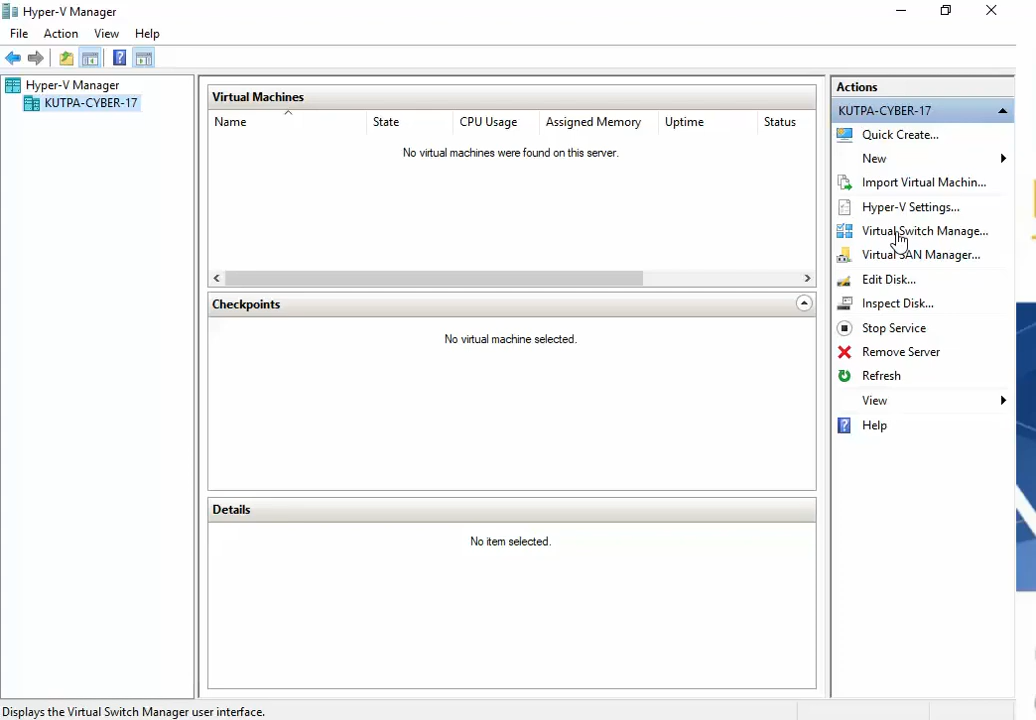 Hyper-V Manager
File Action View Help
Hyper-V Manager
KUTPA-CYBER-17
Virtual Machines
Name State CPU Usage Assigned Memory Uptime Status
No virtual machines were found on this server.
Checkpoints
No virtual machine selected.
Details
No item selected.
Actions
KUTPA-CYBER-17
Quick Create...
New
Import Virtual Machin...
Hyper-V Settings...
Virtual Switch Manage...
Virtual SAN Manager...
Edit Disk...
Inspect Disk...
Stop Service
Remove Server
Refresh
View
Help
Displays the Virtual Switch Manager user interface.